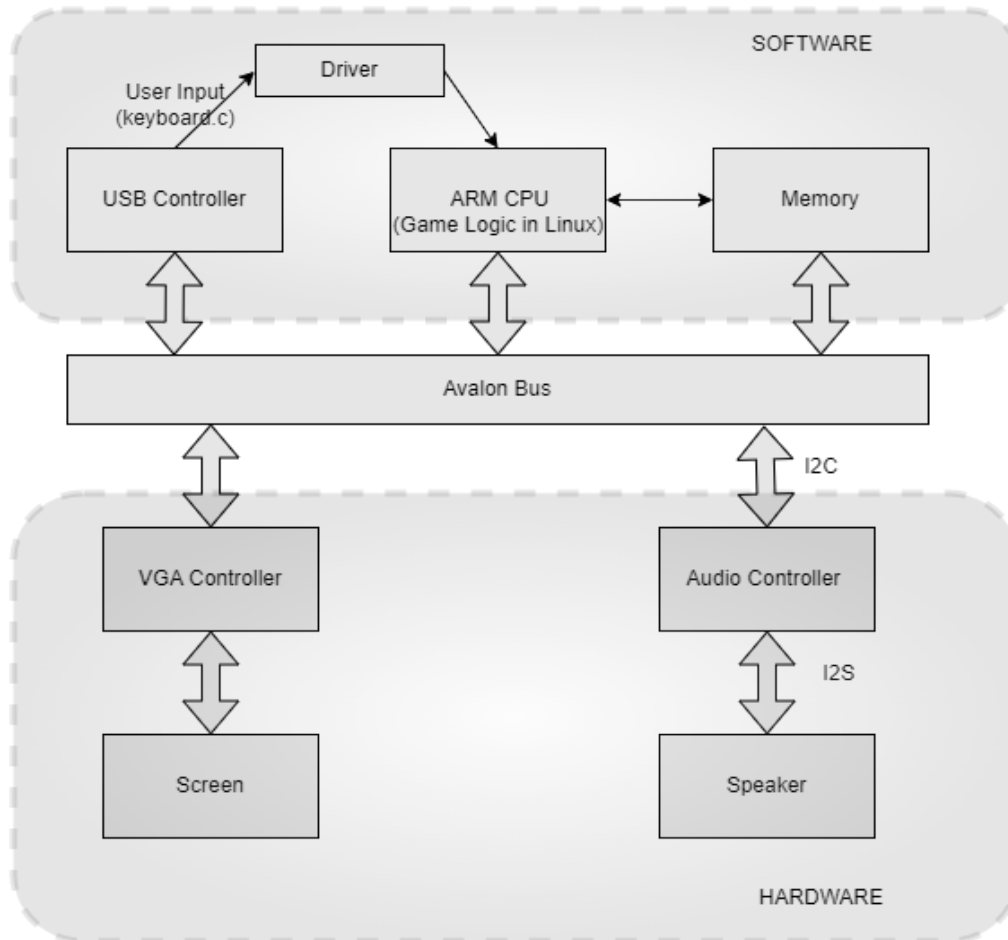 SOFTWARE
Driver
User Input
(keyboard.c)
USB Controller
ARM CPU
(Game Logic in Linux)
Memory
Avalon Bus
I2C
VGA Controller
Audio Controller
I2S
Screen
Speaker
HARDWARE